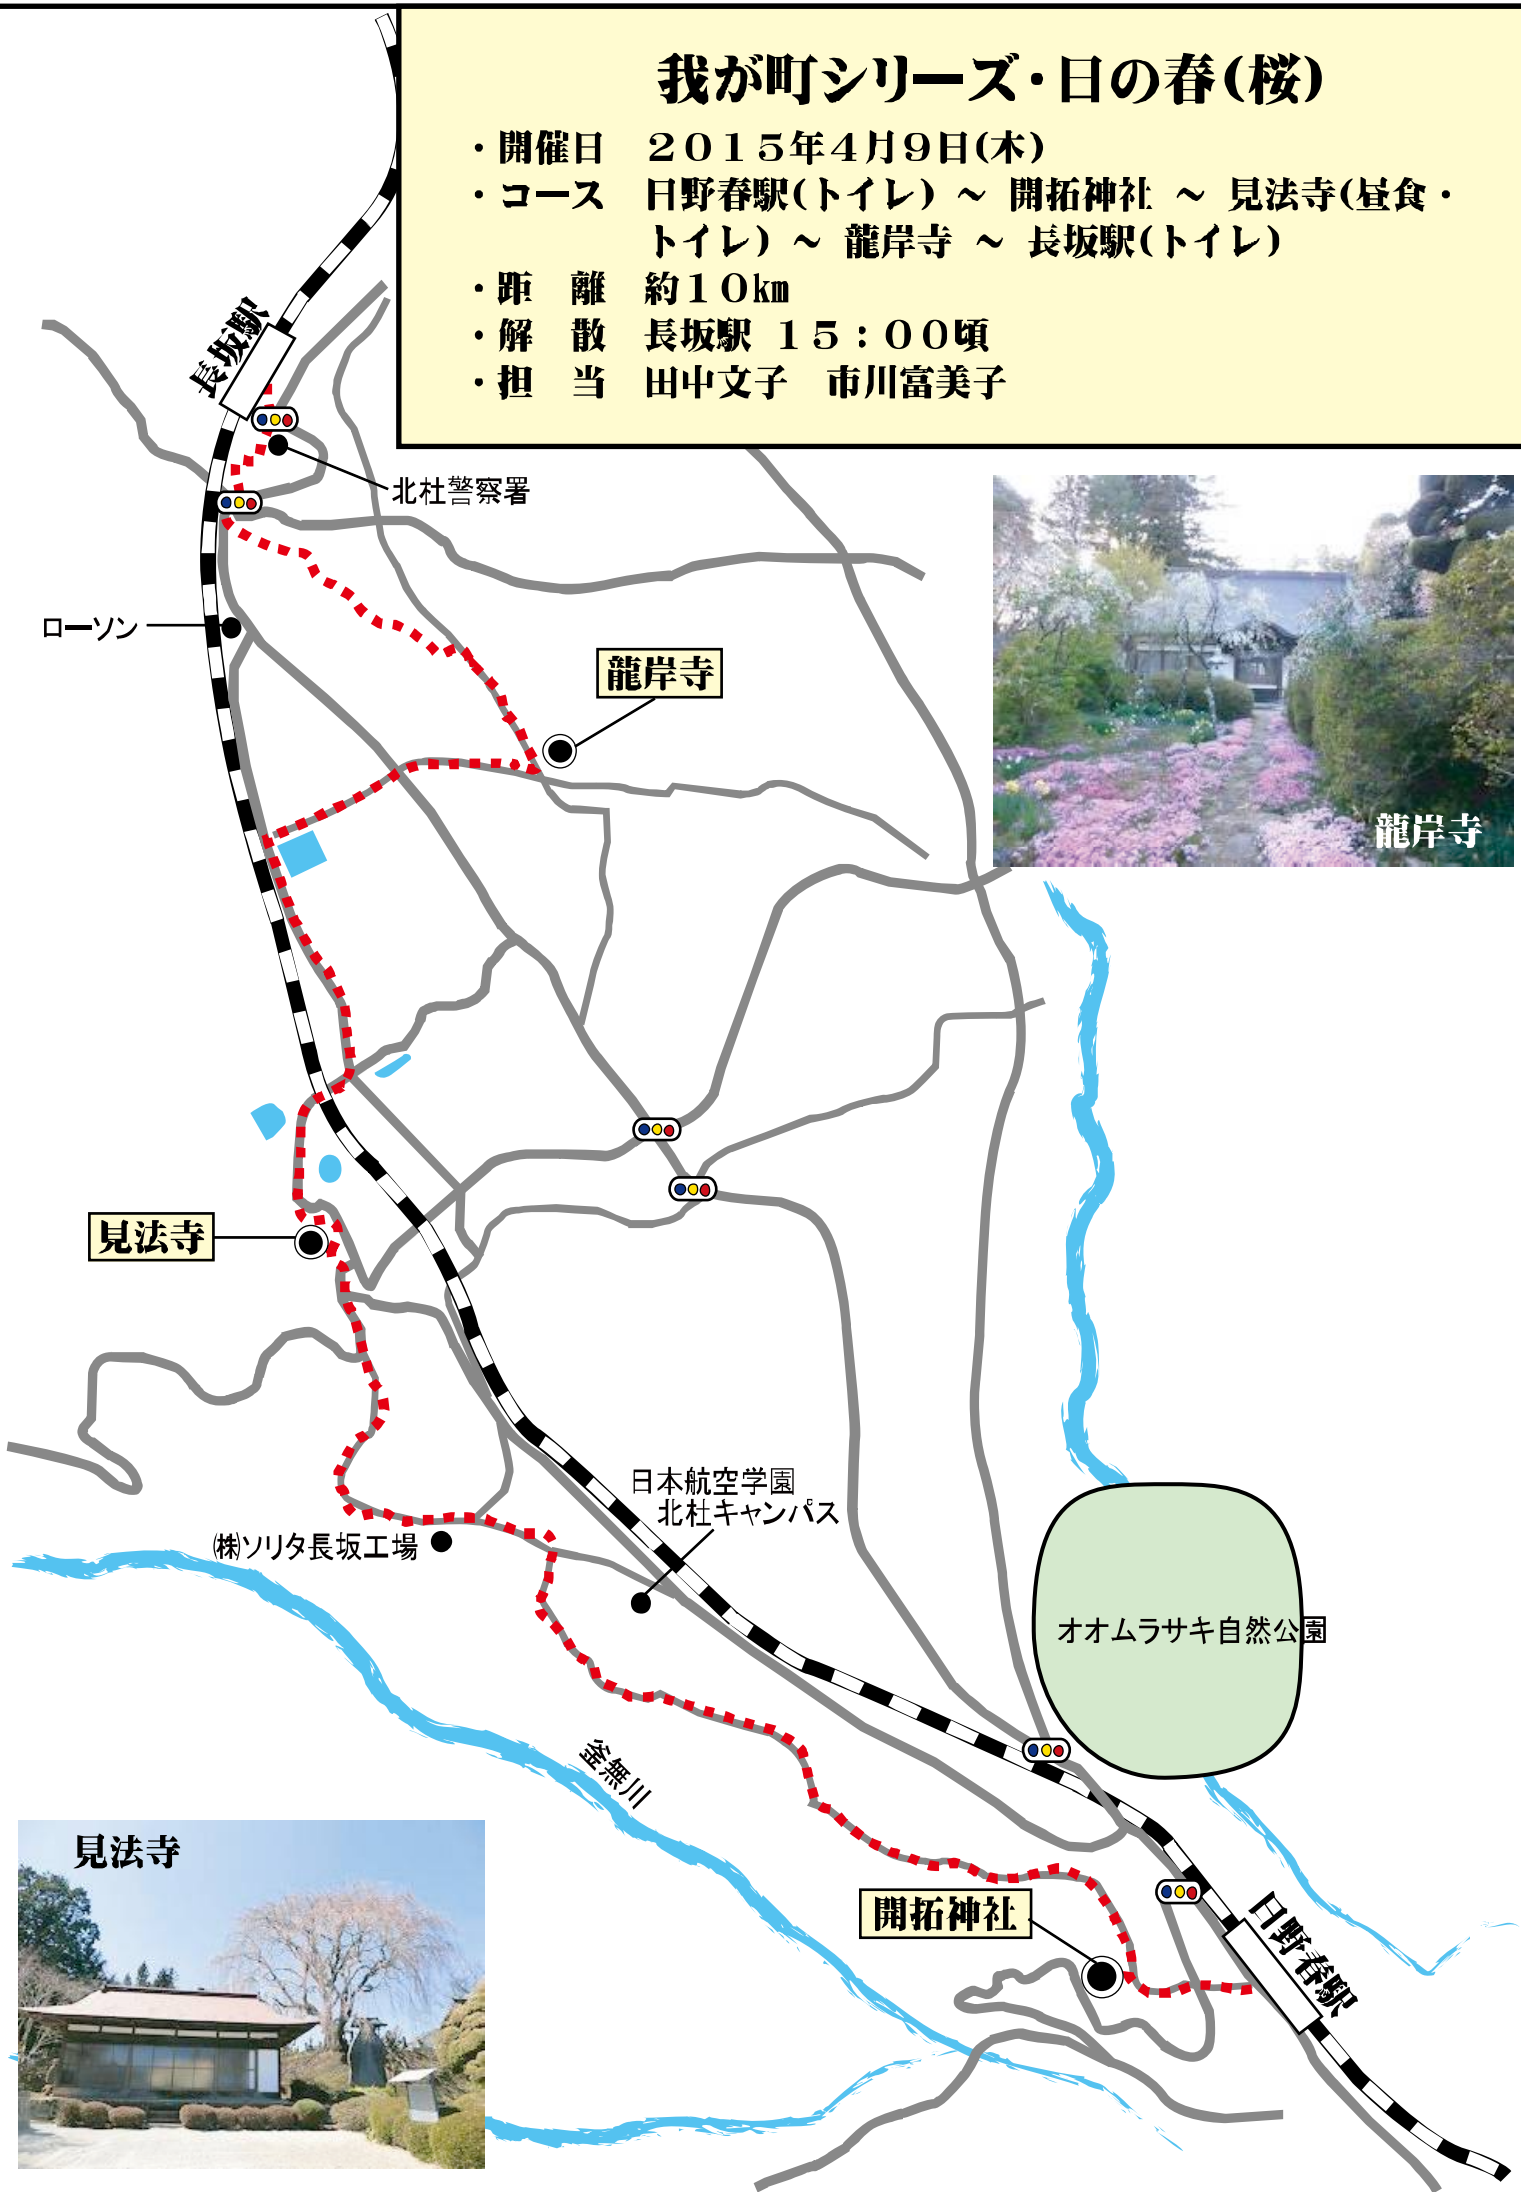 我が町シリーズ・日の春(桜)
・開催日　２０１５年４月９日(木)
・コース　日野春駅(トイレ) ～ 開拓神社 ～ 見法寺(昼食・
トイレ) ～ 龍岸寺 ～ 長坂駅(トイレ)
・距　離　約１０㎞
・解　散　長坂駅 １５：００頃
・担　当　田中文子　市川富美子
長坂駅
北杜警察署
ローソン
龍岸寺
龍岸寺
見法寺
日本航空学園
北杜キャンパス
㈱ソリタ長坂工場
オオムラサキ自然公園
釜無川
見法寺
開拓神社
日野春駅